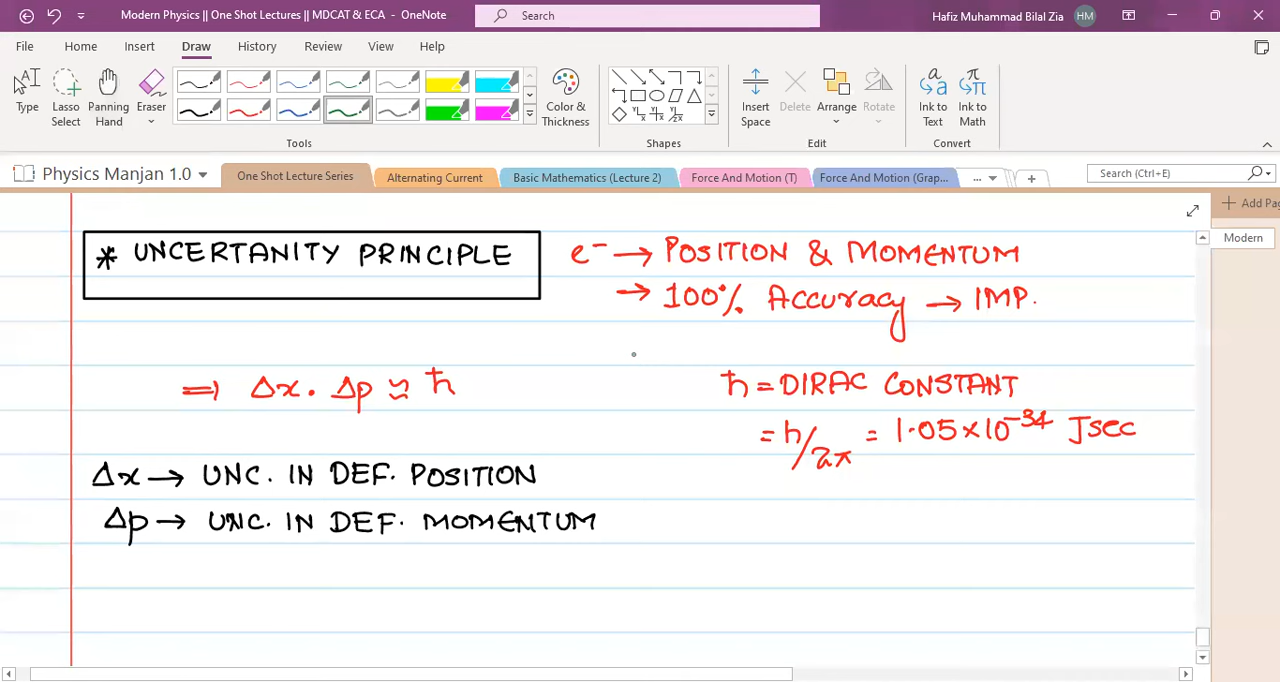 Modern Physics || One Shot Lectures || MDCAT & ECA - OneNote
Search
Hafiz Muhammad Bilal Zia HM
File Home Insert Draw History Review View Help
Type Lasso Select Panning Hand Eraser Color & Thickness Insert Space Delete Arrange Rotate Ink to Text Ink to Math
Tools Shapes Edit Convert
Physics Manjan 1.0 One Shot Lecture Series Alternating Current Basic Mathematics (Lecture 2) Force And Motion (T) Force And Motion (Grap... ... Search (Ctrl+E)
Add Pag
Modern
* UNCERTANITY PRINCIPLE
e⁻ → POSITION & MOMENTUM
→ 100% Accuracy → IMP.
⇒ Δx . Δp ≈ ħ
ħ = DIRAC CONSTANT
= h/2π = 1.05×10⁻³⁴ Jsec
Δx → UNC. IN DEF. POSITION
Δp → UNC. IN DEF. MOMENTUM